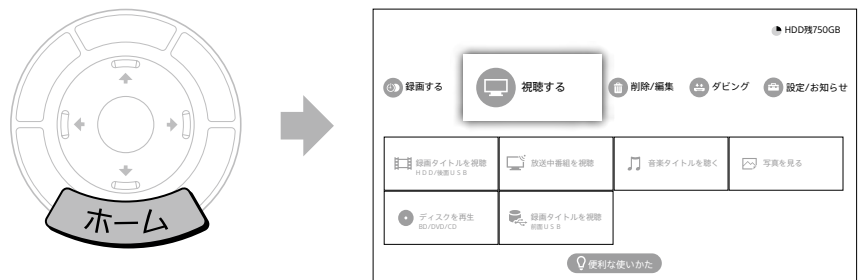 ホーム
HDD残750GB
録画する
視聴する
削除/編集
ダビング
設定/お知らせ
録画タイトルを視聴
HDD/後面USB
放送中番組を視聴
音楽タイトルを聴く
写真を見る
ディスクを再生
BD/DVD/CD
録画タイトルを視聴
前面USB
便利な使いかた